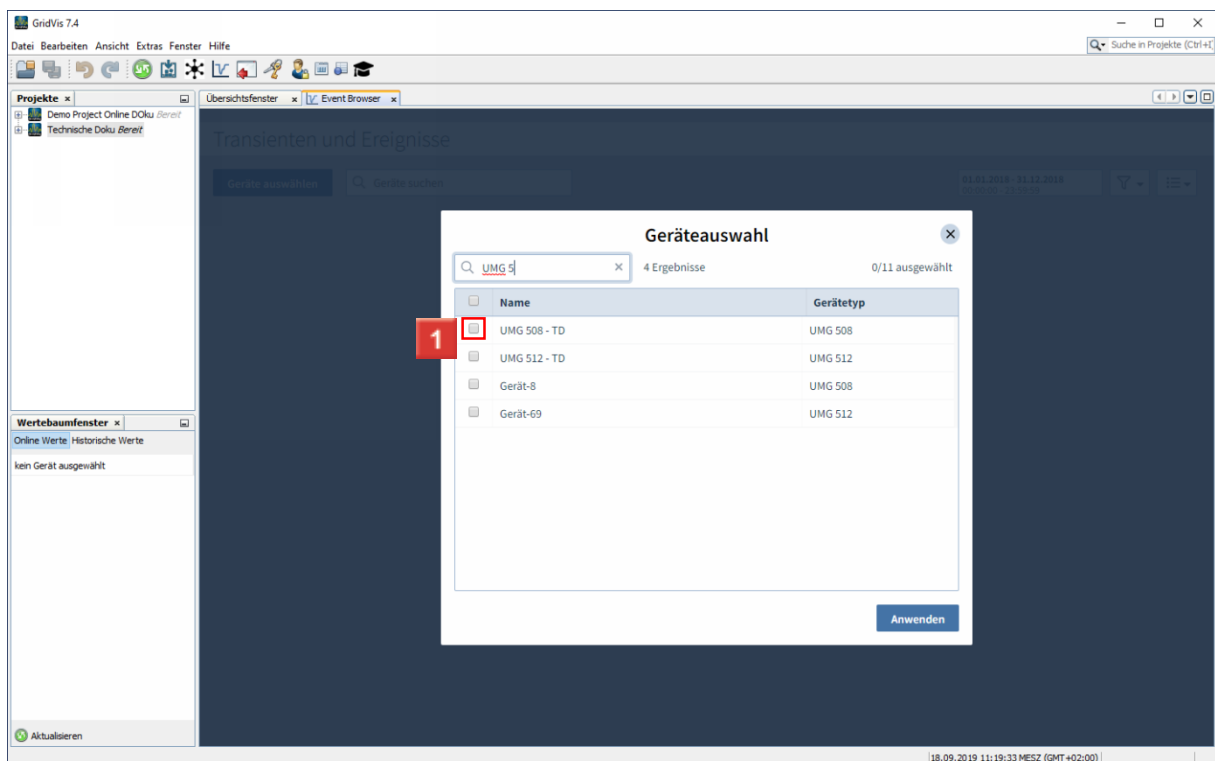 GridVis 7.4
Datei Bearbeiten Ansicht Extras Fenster Hilfe
Suche in Projekte (Ctrl+I)
Projekte
Übersichtsfenster
Event Browser
Demo Project Online DOku Bereit
Technische Doku Bereit
Transienten und Ereignisse
Geräte auswählen
Geräte suchen
01.01.2018 - 31.12.2018
Geräteauswahl
UMG 5
4 Ergebnisse
0/11 ausgewählt
Name Gerätetyp
1
UMG 508 - TD UMG 508
UMG 512 - TD UMG 512
Gerät-8 UMG 508
Gerät-69 UMG 512
Anwenden
Wertebaumfenster
Online Werte Historische Werte
kein Gerät ausgewählt
Aktualisieren
18.09.2019 11:19:33 MESZ (GMT+02:00)